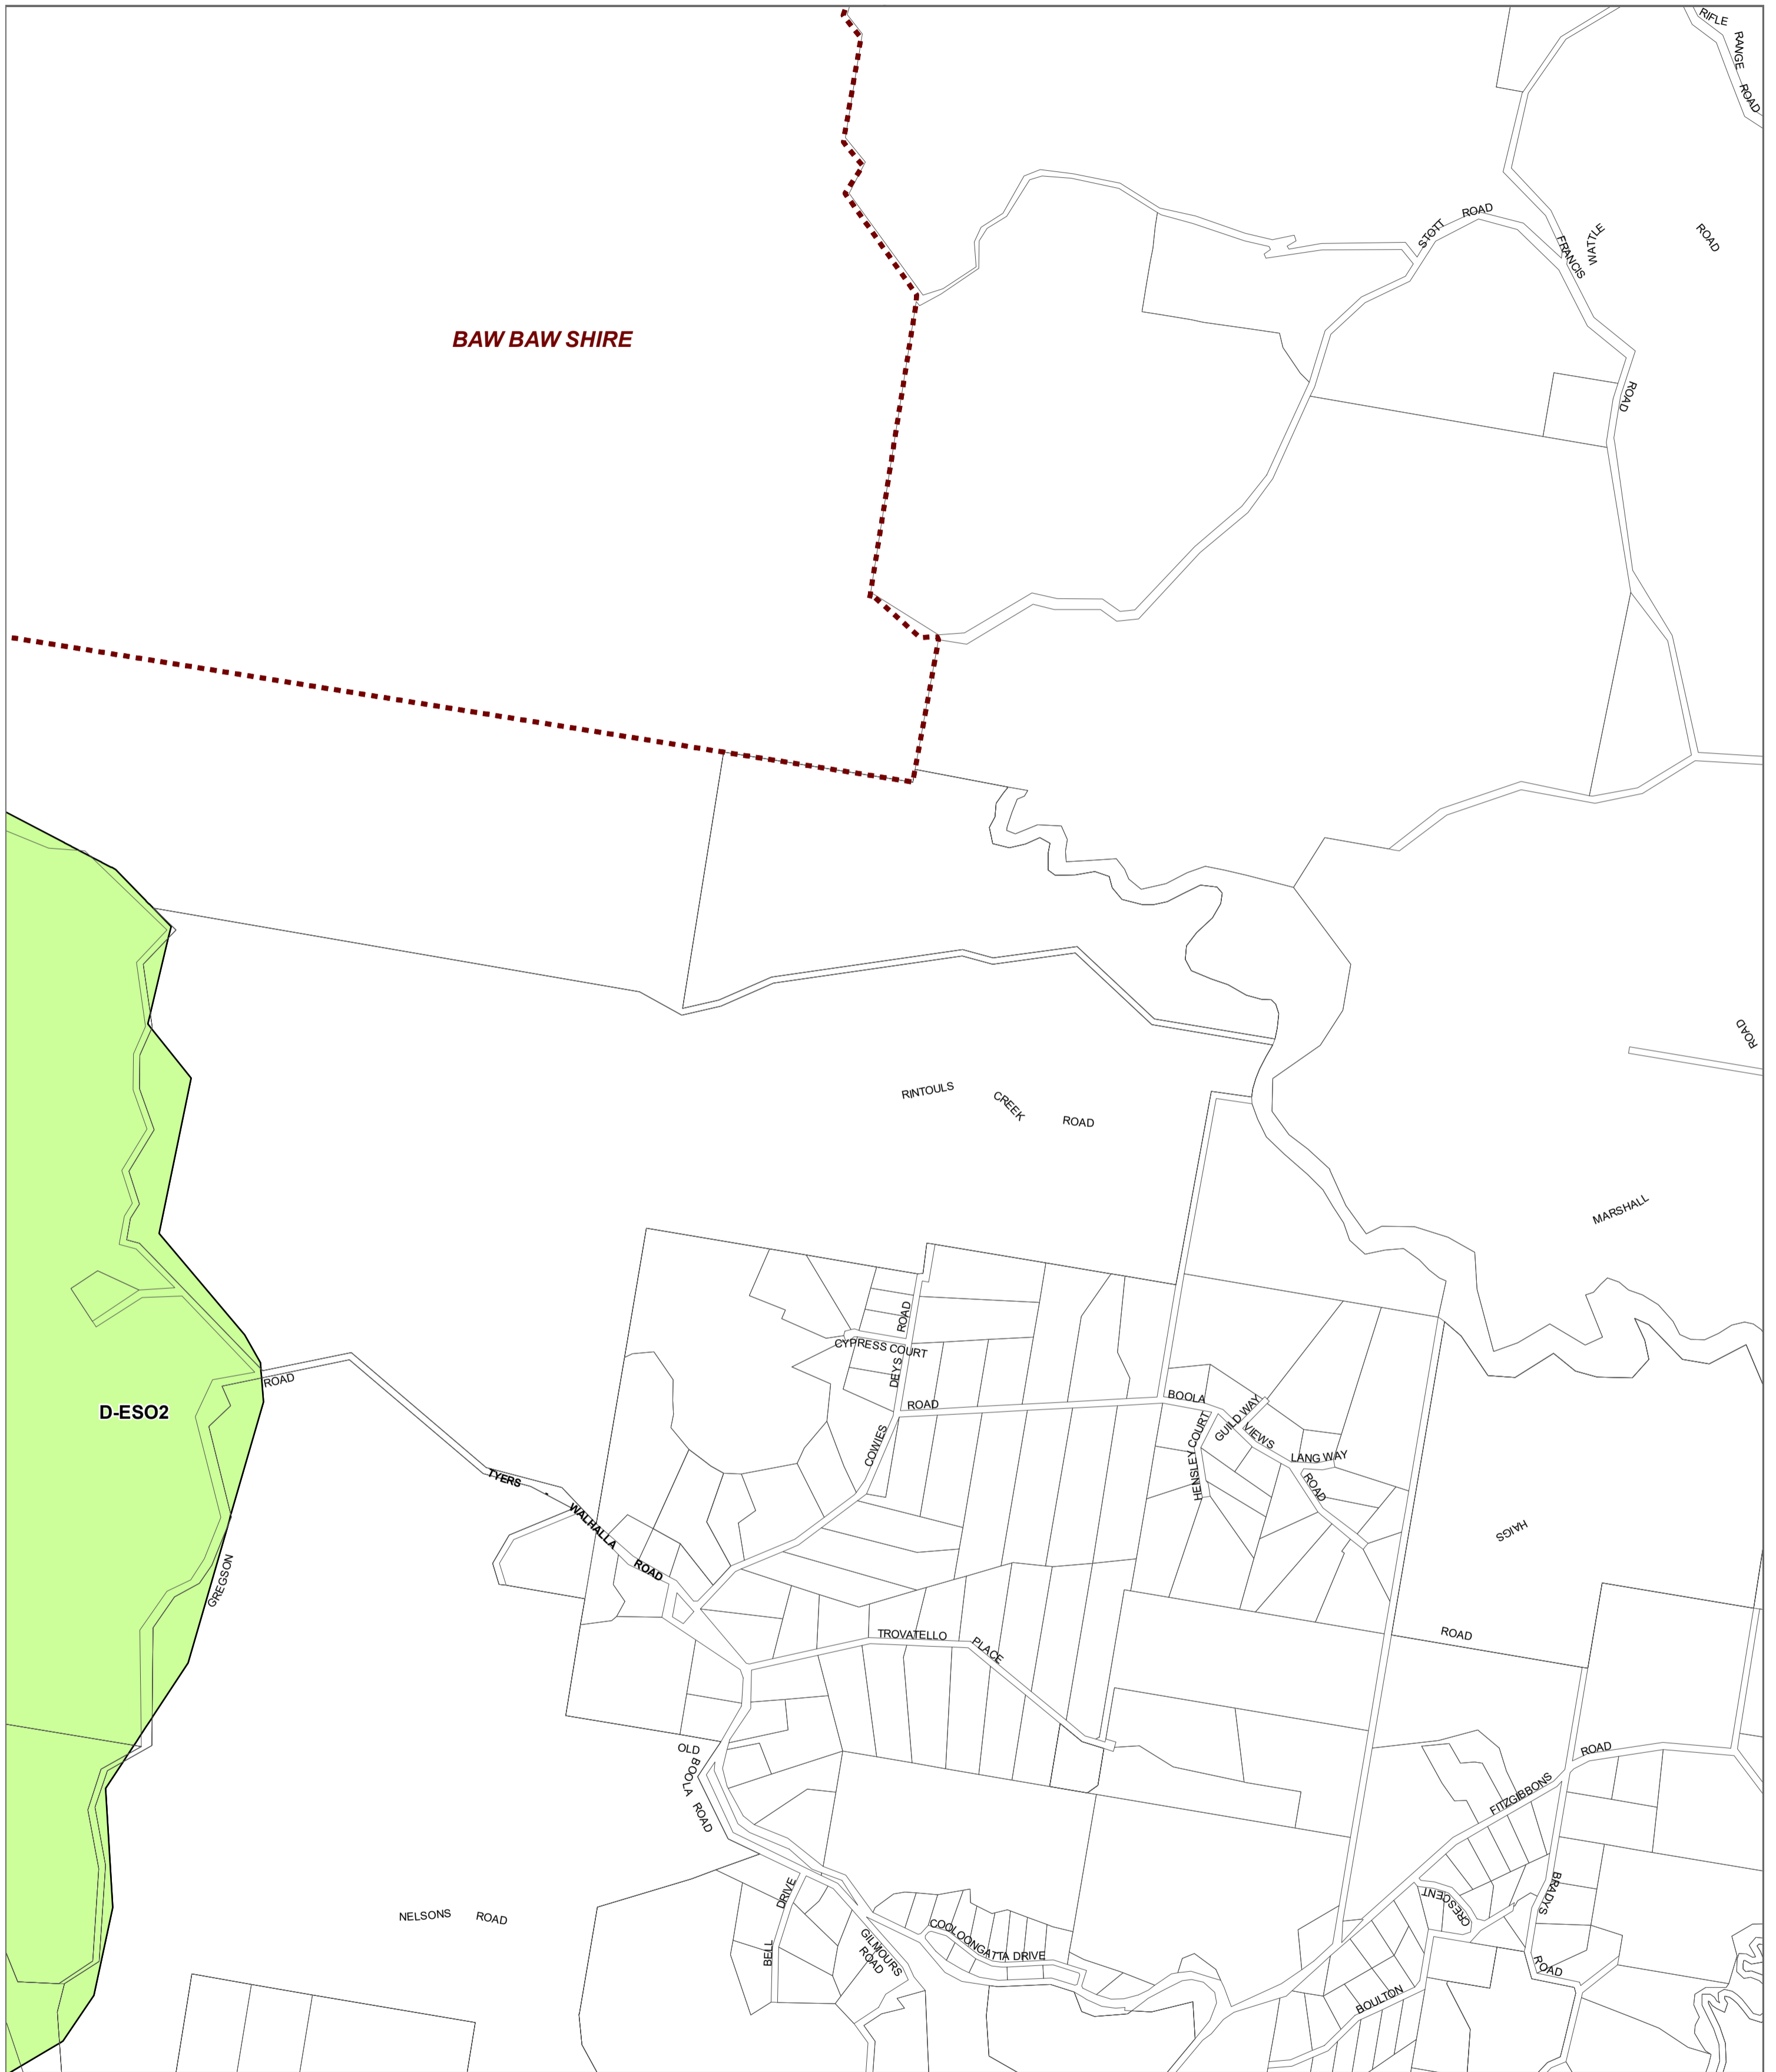 RIFLE
RANGE
ROAD
STOTT
ROAD
FRANCIS
WATTLE
ROAD
BAW BAW SHIRE
ROAD
ROAD
RINTOULS
CREEK
ROAD
MARSHALL
ROAD
CYPRESS COURT
DEYS
ROAD
D-ESO2
ROAD
COWIES
ROAD
BOOLA
GUILD WAY
HENSLEY COURT
VIEWS
LANG WAY
ROAD
TYERS
-
WALHALLA
ROAD
HAIGS
ROAD
GREGSON
TROVATELLO
PLACE
OLD
BOOLA
ROAD
FITZGIBBONS
ROAD
NELSONS
ROAD
BELL
DRIVE
GILMOURS
ROAD
COOLOONGATTA DRIVE
CRESCENT
BOULTON
BRADYS
ROAD